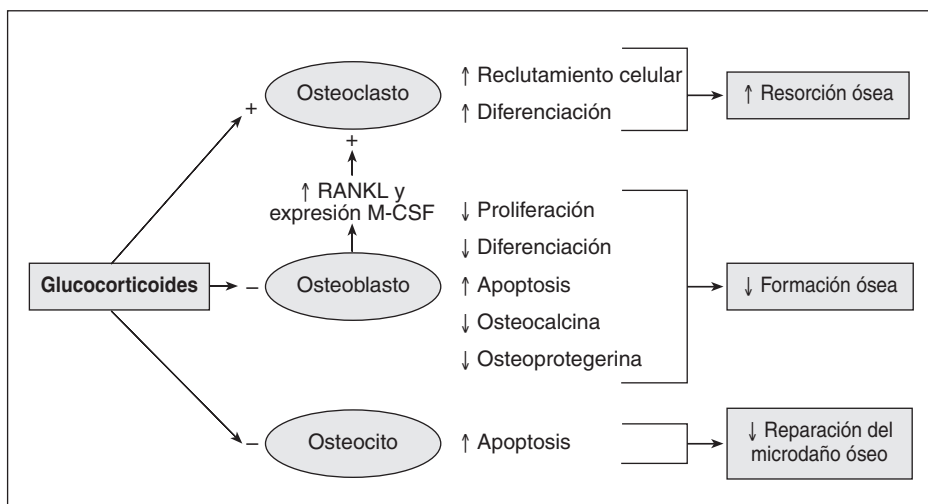 Osteoclasto
↑ Reclutamiento celular
↑ Diferenciación
↑ Resorción ósea
+
+
↑ RANKL y
expresión M-CSF
Glucocorticoides
–
Osteoblasto
↓ Proliferación
↓ Diferenciación
↑ Apoptosis
↓ Osteocalcina
↓ Osteoprotegerina
↓ Formación ósea
–
Osteocito
↑ Apoptosis
↓ Reparación del
microdaño óseo